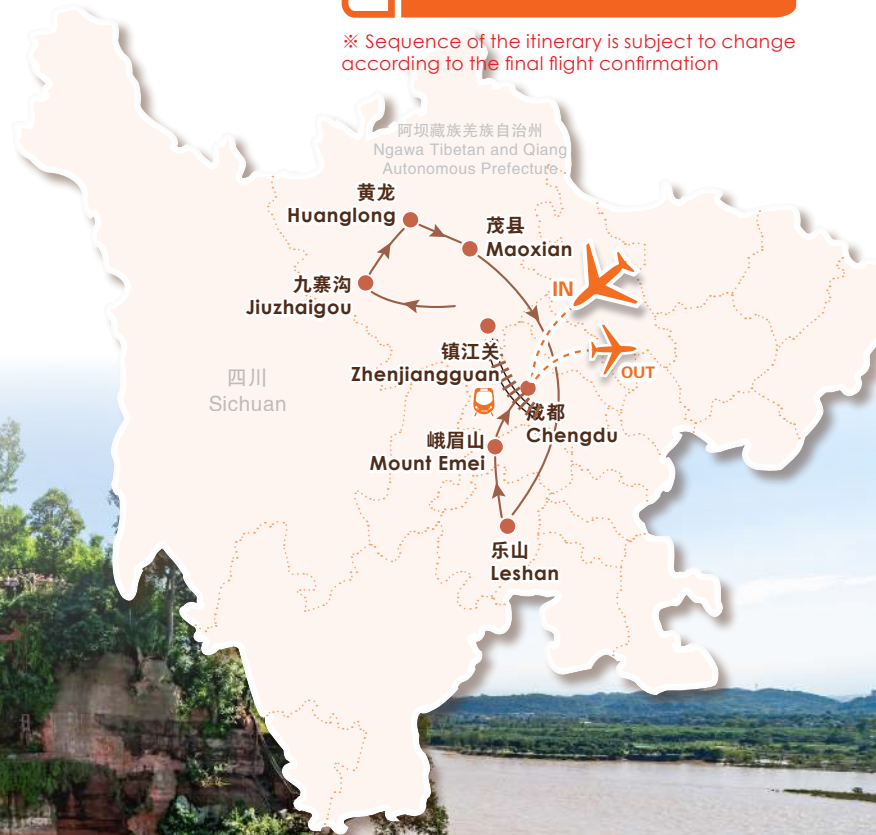 ※ Sequence of the itinerary is subject to change
according to the final flight confirmation
阿坝藏族羌族自治州
Ngawa Tibetan and Qiang
Autonomous Prefecture
黄龙
Huanglong
茂县
Maoxian
九寨沟
Jiuzhaigou
IN
镇江关
Zhenjiangguan
OUT
四川
Sichuan
成都
Chengdu
峨眉山
Mount Emei
乐山
Leshan